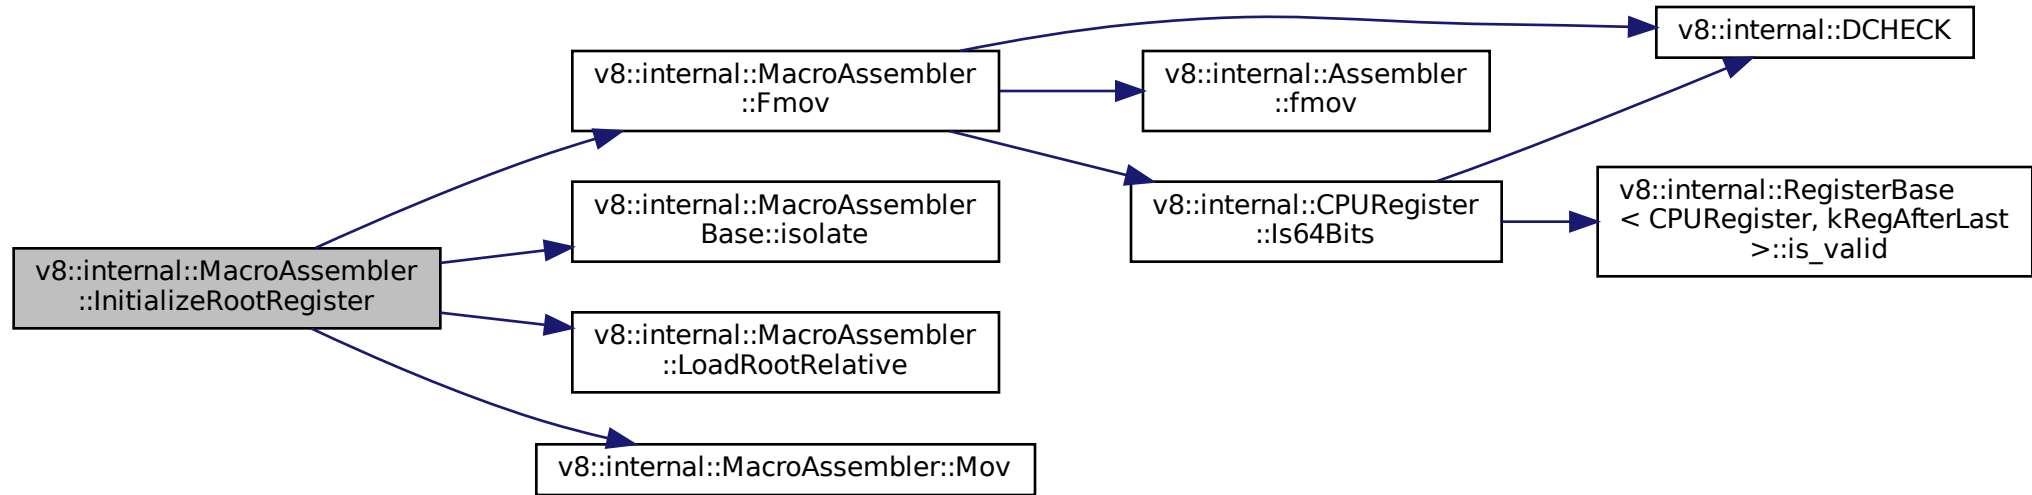 v8::internal::MacroAssembler
::InitializeRootRegister
v8::internal::MacroAssembler
::Fmov
v8::internal::MacroAssembler
Base::isolate
v8::internal::MacroAssembler
::LoadRootRelative
v8::internal::MacroAssembler::Mov
v8::internal::Assembler
::fmov
v8::internal::CPURegister
::Is64Bits
v8::internal::DCHECK
v8::internal::RegisterBase
< CPURegister, kRegAfterLast
>::is_valid